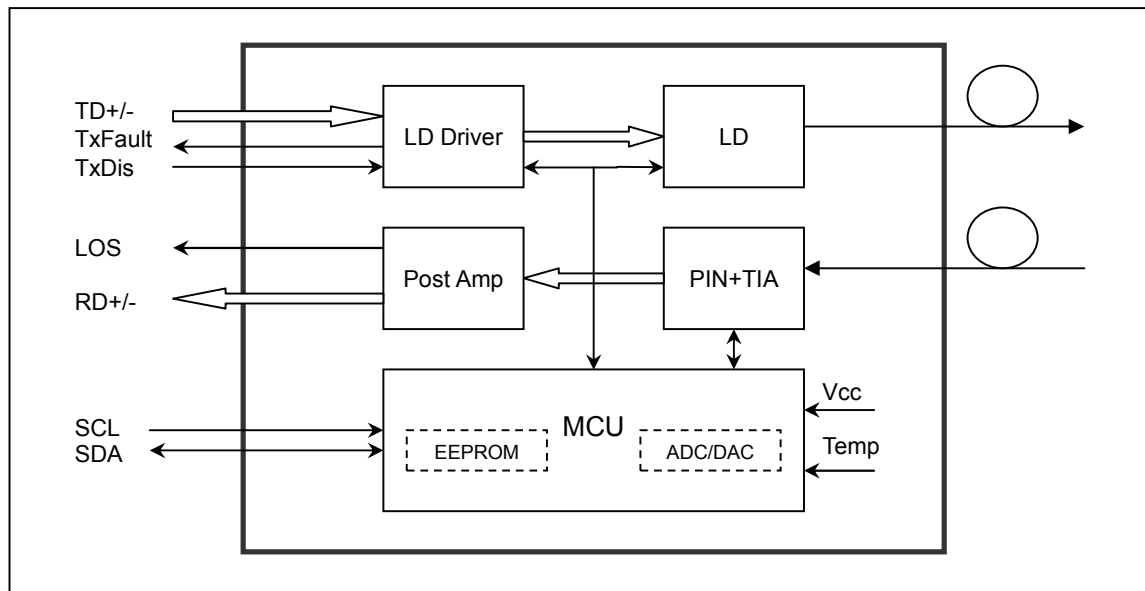 TD+/-
TxFault
TxDis
LD Driver
LD
LOS
RD+/-
Post Amp
PIN+TIA
SCL
SDA
MCU
EEPROM
ADC/DAC
Vcc
Temp